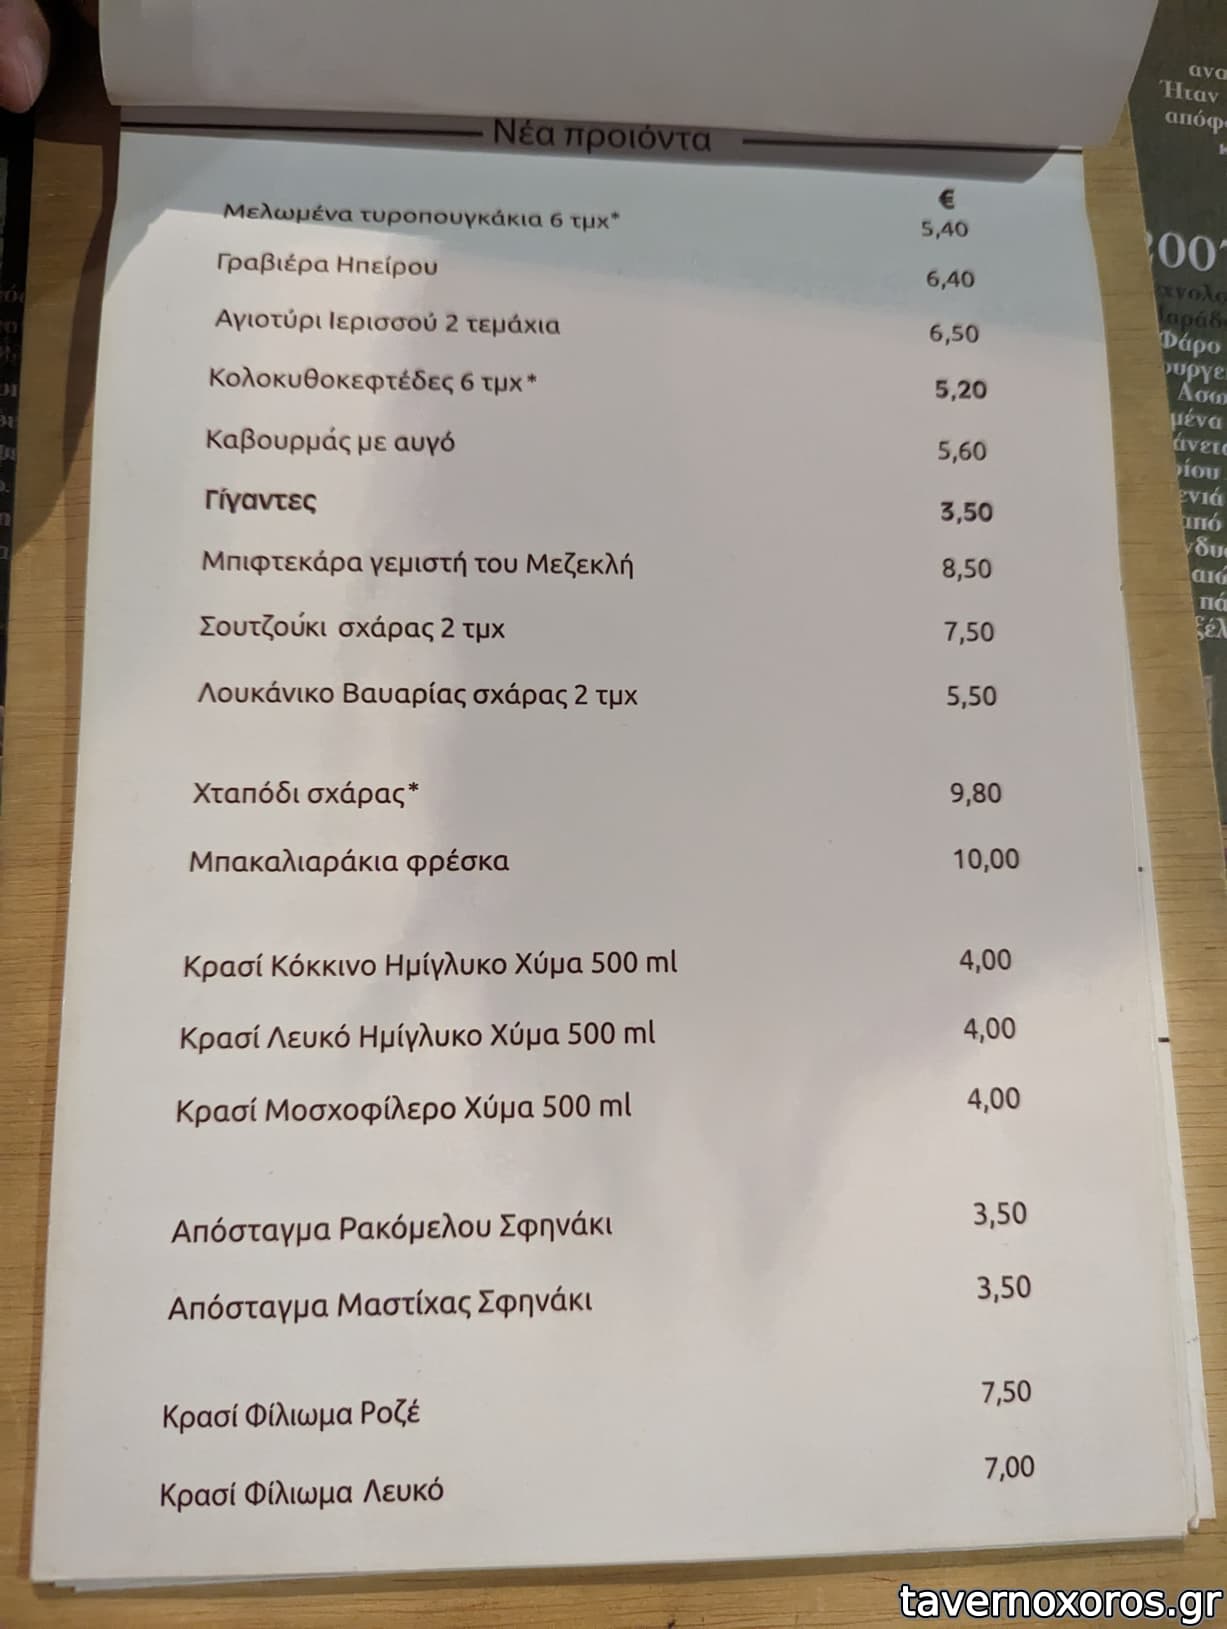 Νέα προιόντα
€
Μελωμένα τυροπουγκάκια 6 τμχ* 5,40
Γραβιέρα Ηπείρου 6,40
Αγιοτύρι Ιερισσού 2 τεμάχια 6,50
Κολοκυθοκεφτέδες 6 τμχ* 5,20
Καβουρμάς με αυγό 5,60
Γίγαντες 3,50
Μπιφτεκάρα γεμιστή του Μεζεκλή 8,50
Σουτζούκι σχάρας 2 τμχ 7,50
Λουκάνικο Βαυαρίας σχάρας 2 τμχ 5,50
Χταπόδι σχάρας* 9,80
Μπακαλιαράκια φρέσκα 10,00
Κρασί Κόκκινο Ημίγλυκο Χύμα 500 ml 4,00
Κρασί Λευκό Ημίγλυκο Χύμα 500 ml 4,00
Κρασί Μοσχοφίλερο Χύμα 500 ml 4,00
Απόσταγμα Ρακόμελου Σφηνάκι 3,50
Απόσταγμα Μαστίχας Σφηνάκι 3,50
Κρασί Φίλιωμα Ροζέ 7,50
Κρασί Φίλιωμα Λευκό 7,00
Ήταν
Φάρο
από
tavernoxoros.gr